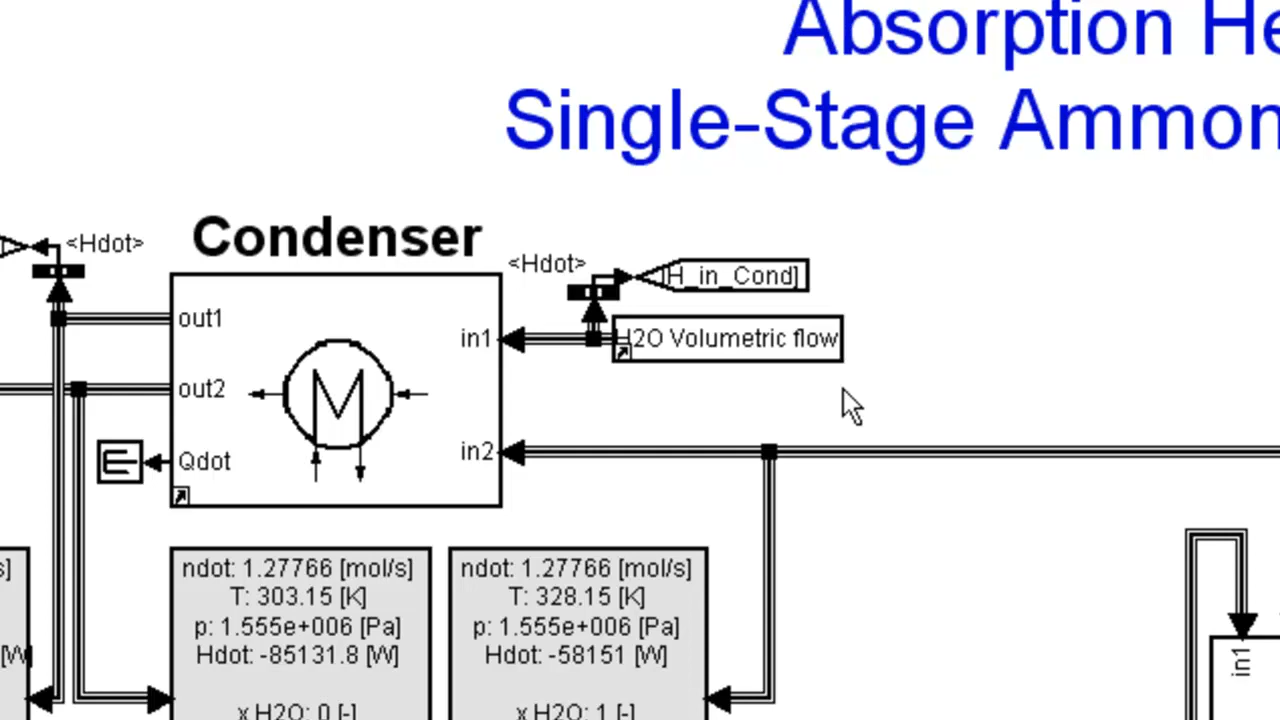 Absorption He
Single-Stage Ammon
<Hdot>
Condenser
<Hdot>
[H_in_Cond]
out1
in1
H2O Volumetric flow
out2
Qdot
in2
s]
[W
ndot: 1.27766 [mol/s]
T: 303.15 [K]
p: 1.555e+006 [Pa]
Hdot: -85131.8 [W]
x H2O: 0 [-]
ndot: 1.27766 [mol/s]
T: 328.15 [K]
p: 1.555e+006 [Pa]
Hdot: -58151 [W]
x H2O: 1 [-]
in1